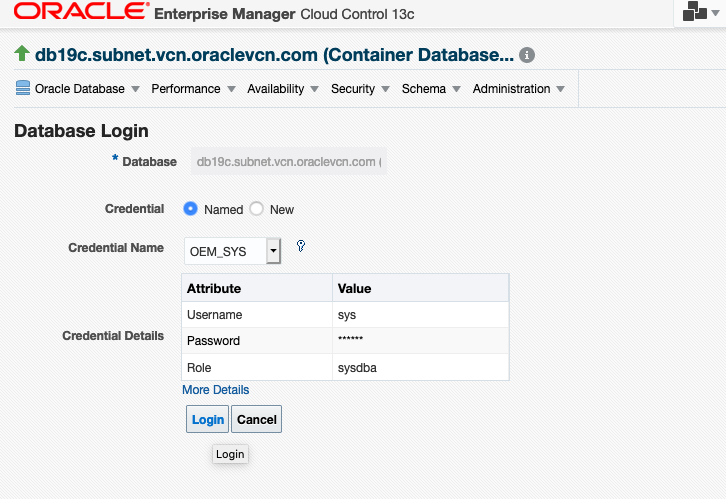 ORACLE® Enterprise Manager Cloud Control 13c
db19c.subnet.vcn.oraclevcn.com (Container Database...
Oracle Database Performance Availability Security Schema Administration
Database Login
* Database db19c.subnet.vcn.oraclevcn.com (
Credential Named New
Credential Name OEM_SYS
Attribute Value
Username sys
Credential Details
Password ******
Role sysdba
More Details
Login Cancel
Login